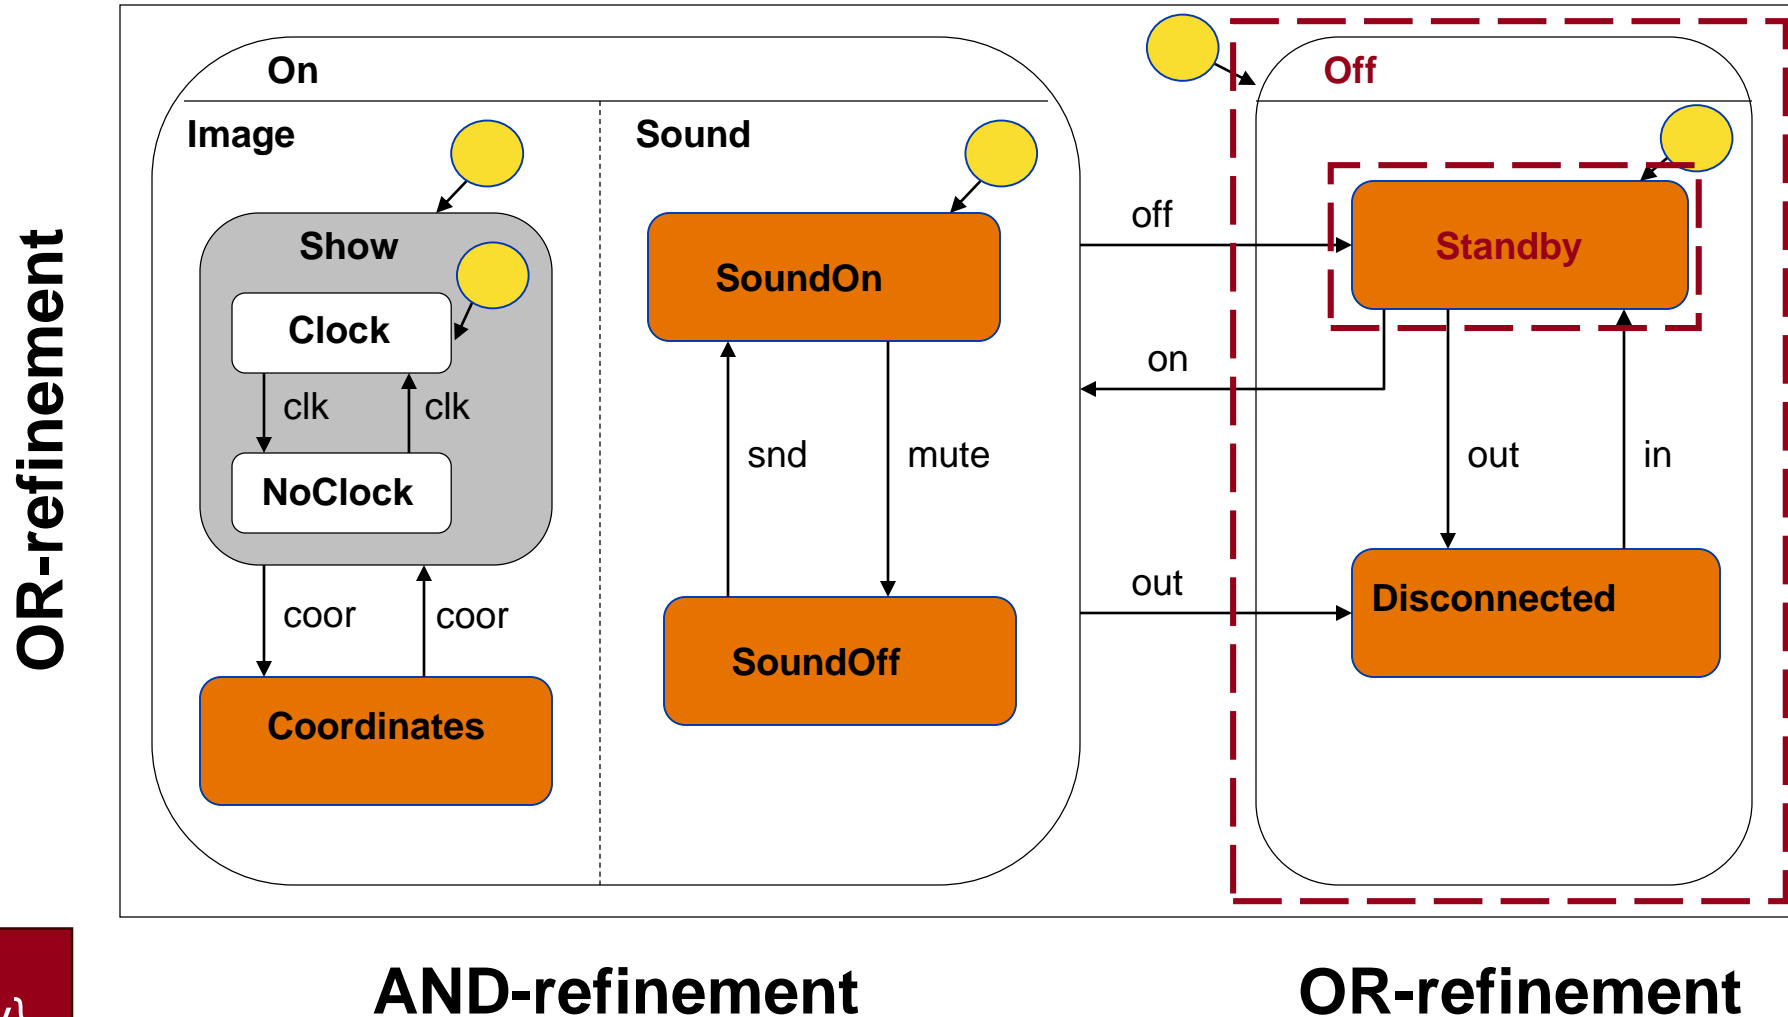 On
Off
Image
Sound
Show
off
Standby
SoundOn
Clock
on
clk
clk
snd
mute
out
in
NoClock
out
Disconnected
coor
coor
SoundOff
Coordinates
OR-refinement
AND-refinement
OR-refinement